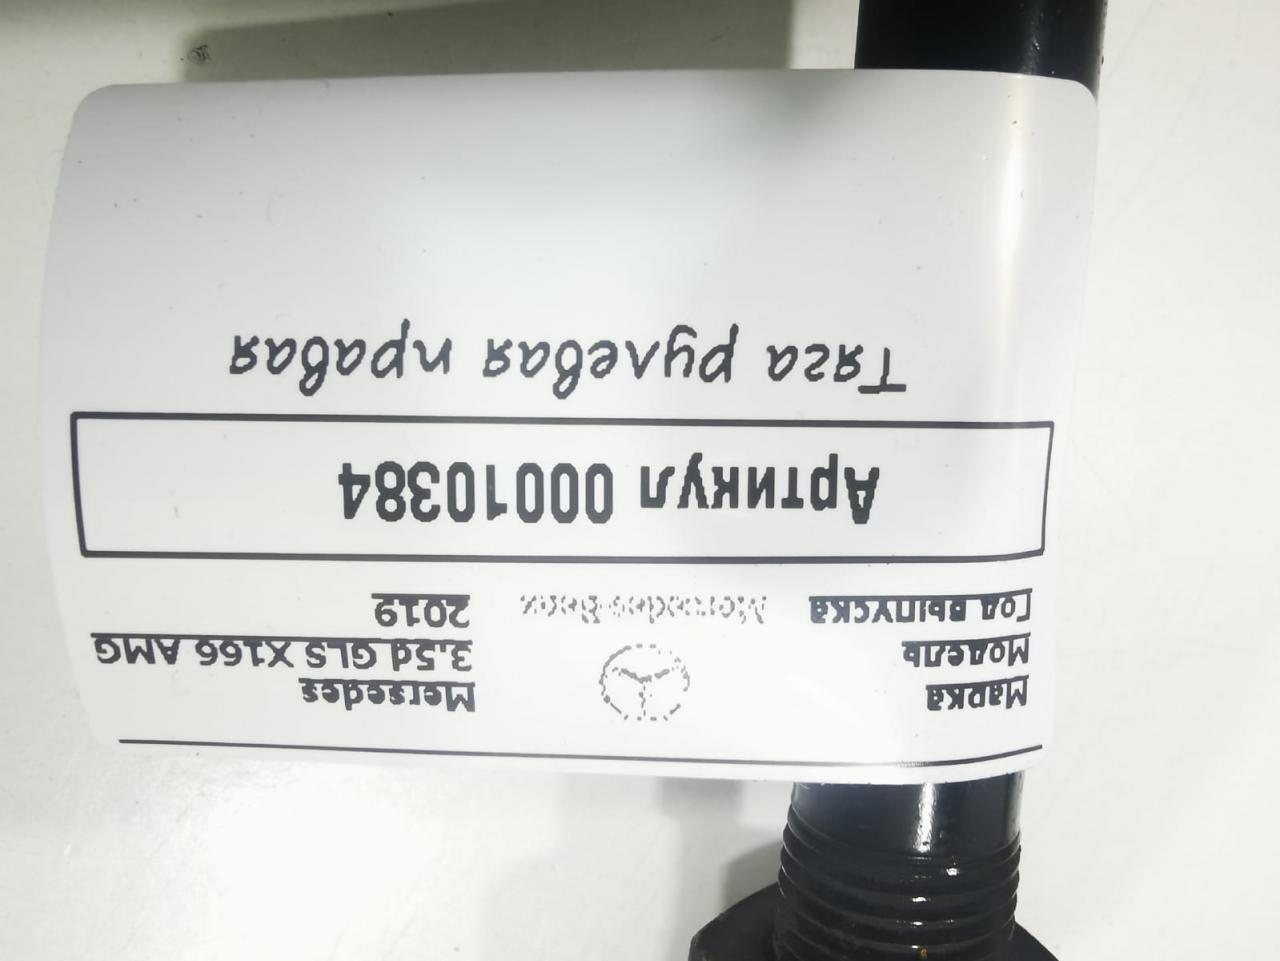 Марка Mersedes
Модель 3.5d GLS X166 AMG
Год выпуска Mercedes-Benz 2019
Артикул 00010384
Тяга рулевая правая